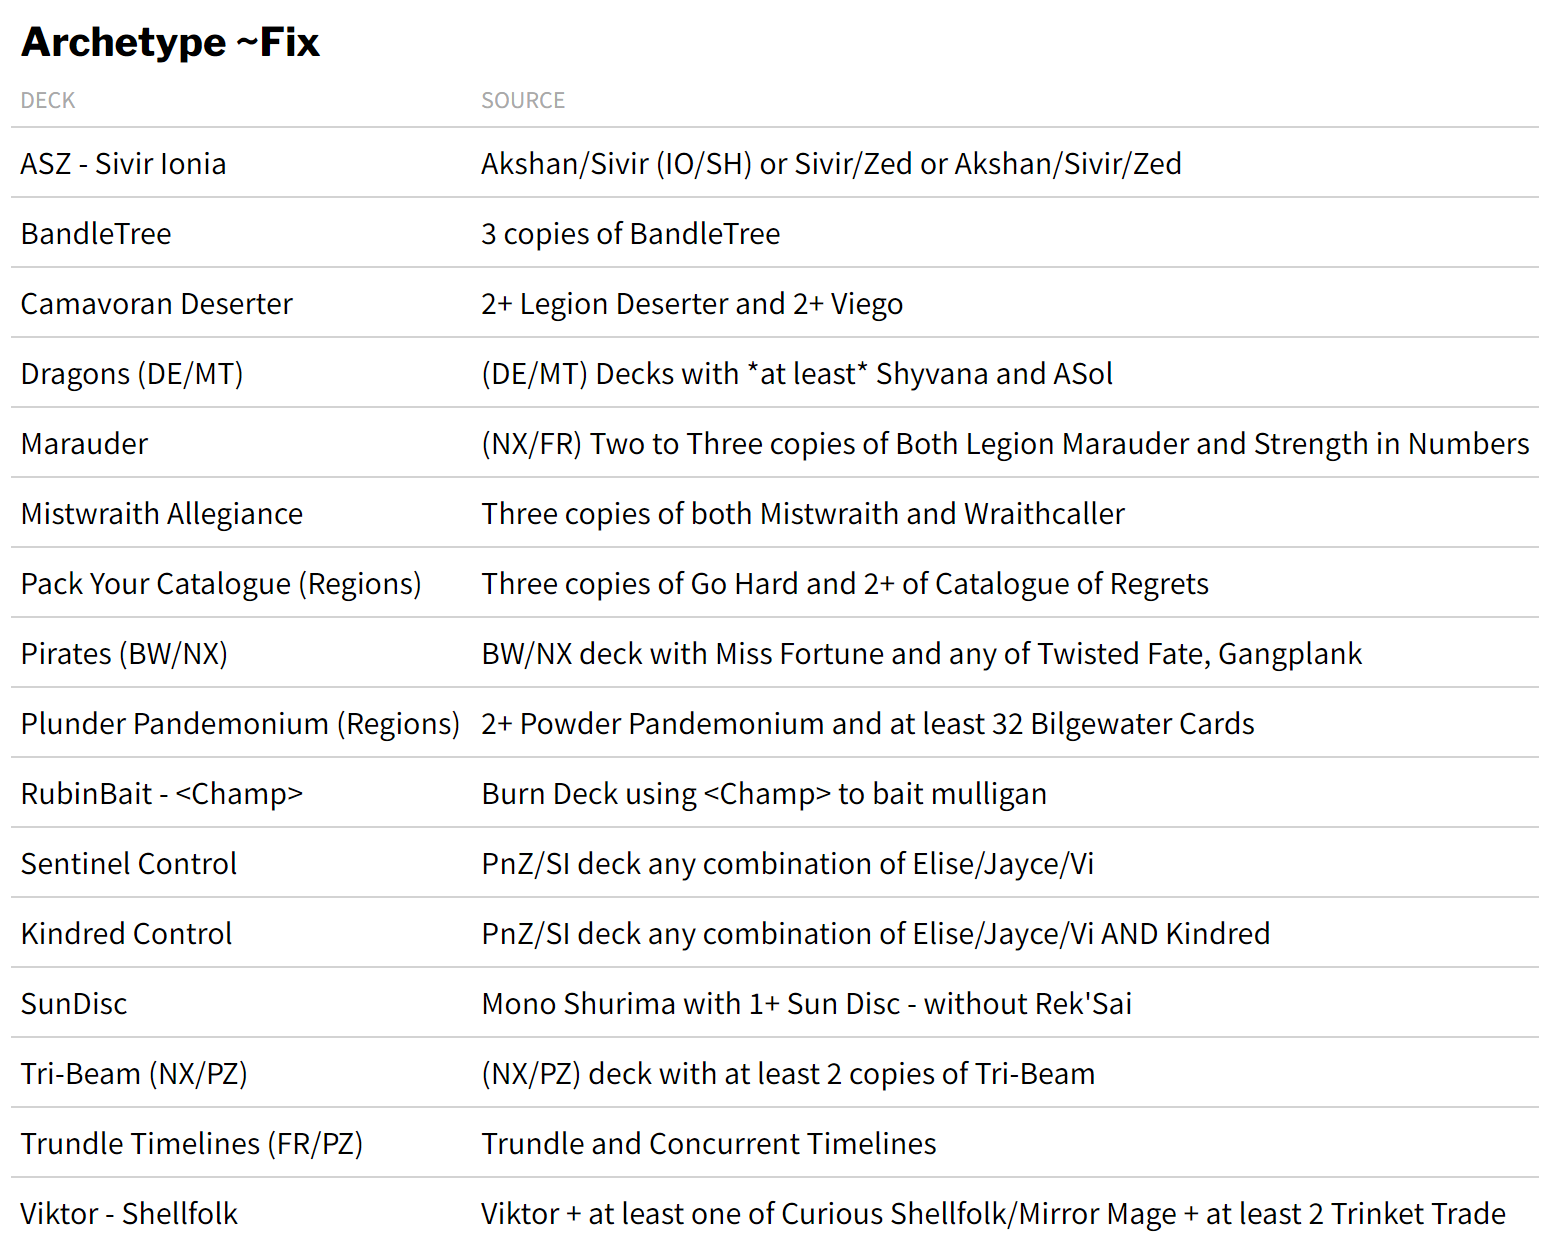 Archetype ~Fix
DECK SOURCE
ASZ - Sivir Ionia Akshan/Sivir (IO/SH) or Sivir/Zed or Akshan/Sivir/Zed
BandleTree 3 copies of BandleTree
Camavoran Deserter 2+ Legion Deserter and 2+ Viego
Dragons (DE/MT) (DE/MT) Decks with *at least* Shyvana and ASol
Marauder (NX/FR) Two to Three copies of Both Legion Marauder and Strength in Numbers
Mistwraith Allegiance Three copies of both Mistwraith and Wraithcaller
Pack Your Catalogue (Regions) Three copies of Go Hard and 2+ of Catalogue of Regrets
Pirates (BW/NX) BW/NX deck with Miss Fortune and any of Twisted Fate, Gangplank
Plunder Pandemonium (Regions) 2+ Powder Pandemonium and at least 32 Bilgewater Cards
RubinBait - <Champ> Burn Deck using <Champ> to bait mulligan
Sentinel Control PnZ/SI deck any combination of Elise/Jayce/Vi
Kindred Control PnZ/SI deck any combination of Elise/Jayce/Vi AND Kindred
SunDisc Mono Shurima with 1+ Sun Disc - without Rek'Sai
Tri-Beam (NX/PZ) (NX/PZ) deck with at least 2 copies of Tri-Beam
Trundle Timelines (FR/PZ) Trundle and Concurrent Timelines
Viktor - Shellfolk Viktor + at least one of Curious Shellfolk/Mirror Mage + at least 2 Trinket Trade